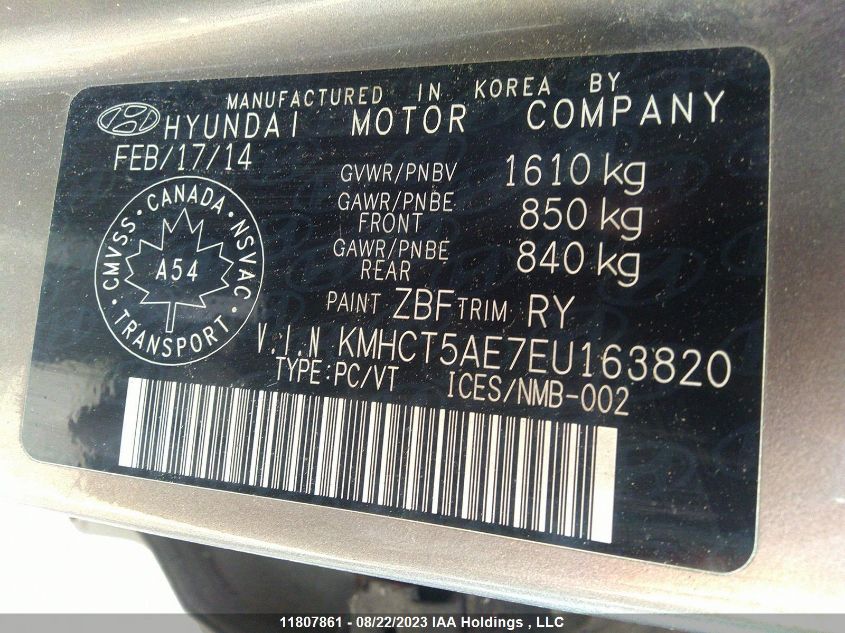 MANUFACTURED IN KOREA BY
HYUNDAI MOTOR COMPANY
FEB/17/14
GVWR/PNBV 1610 kg
GAWR/PNBE FRONT 850 kg
GAWR/PNBE REAR 840 kg
CMVSS · CANADA · NSVAC
A54
· TRANSPORT ·
PAINT ZBF TRIM RY
V.I.N KMHCT5AE7EU163820
TYPE:PC/VT ICES/NMB-002
11807861 - 08/22/2023 IAA Holdings , LLC